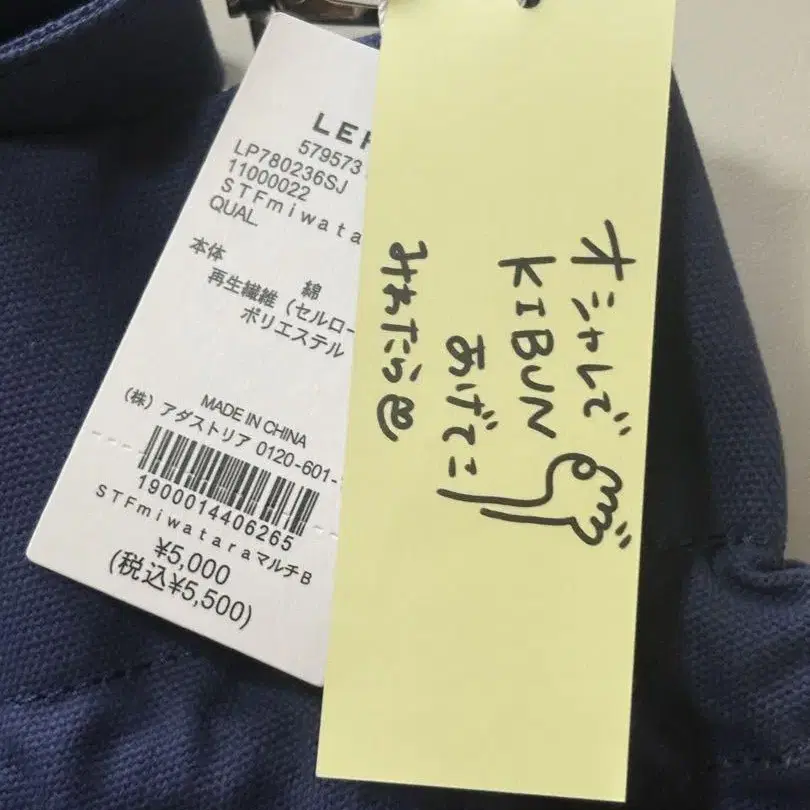 LEP
579573
LP780236SJ
11000022
STFmiwatara
QUAL.
本体 綿
再生繊維(セルロー
ポリエステル
MADE IN CHINA
(株)アダストリア 0120-601-
1900014406265
STFmiwataraマルチB
¥5,000
(税込¥5,500)
オシャレで
KIBUN
あげてこ
みわたら